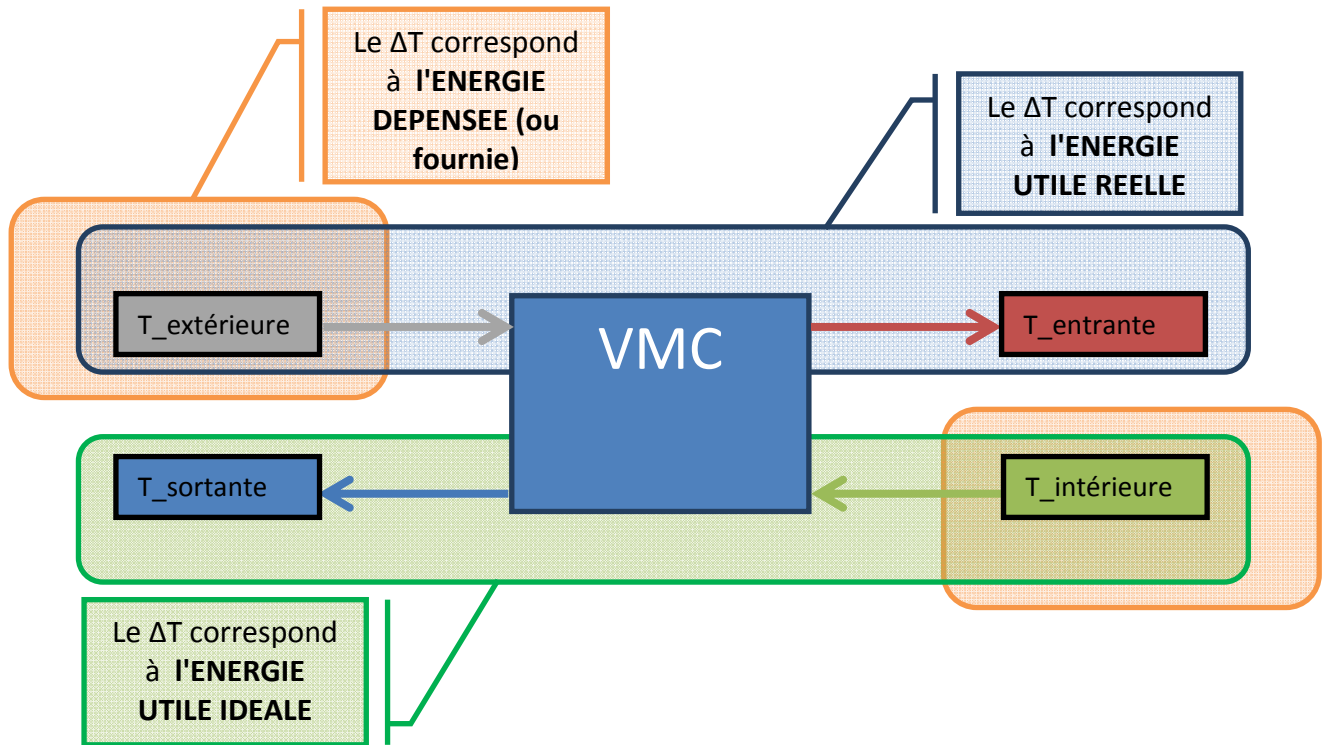 Le ΔT correspond
à l'ENERGIE
DEPENSEE (ou
fournie)
Le ΔT correspond
à l'ENERGIE
UTILE REELLE
T_extérieure
VMC
T_entrante
T_sortante
T_intérieure
Le ΔT correspond
à l'ENERGIE
UTILE IDEALE